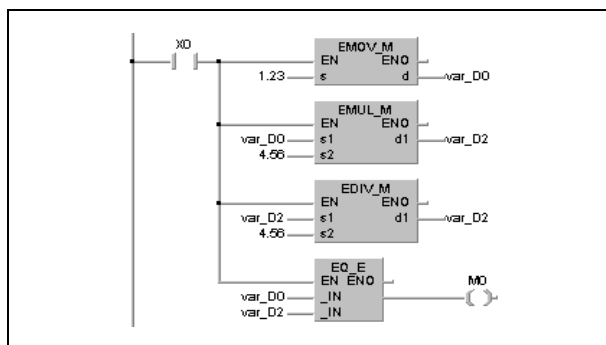 X0
EMOV_M
EN ENO
1.23 s d var_D0
EMUL_M
EN ENO
var_D0 s1 d1 var_D2
4.56 s2
EDIV_M
EN ENO
var_D2 s1 d1 var_D2
4.56 s2
EQ_E
EN ENO
M0
var_D0 _IN
var_D2 _IN